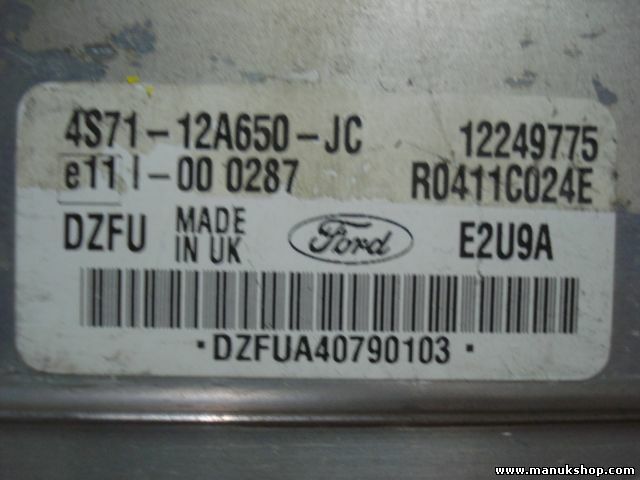 4S71-12A650-JC 12249775
e11 I-00 0287 R0411C024E
DZFU MADE IN UK Ford E2U9A
·DZFUA40790103·
www.manukshop.com